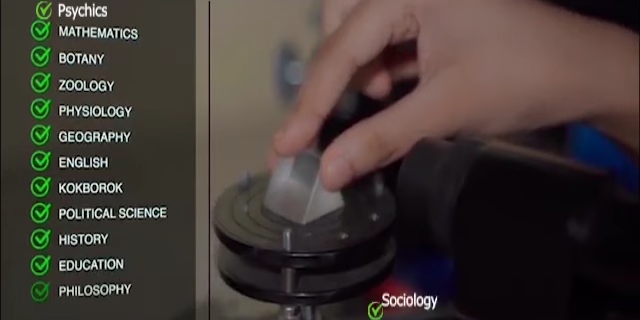 Psychics
MATHEMATICS
BOTANY
ZOOLOGY
PHYSIOLOGY
GEOGRAPHY
ENGLISH
KOKBOROK
POLITICAL SCIENCE
HISTORY
EDUCATION
PHILOSOPHY
Sociology